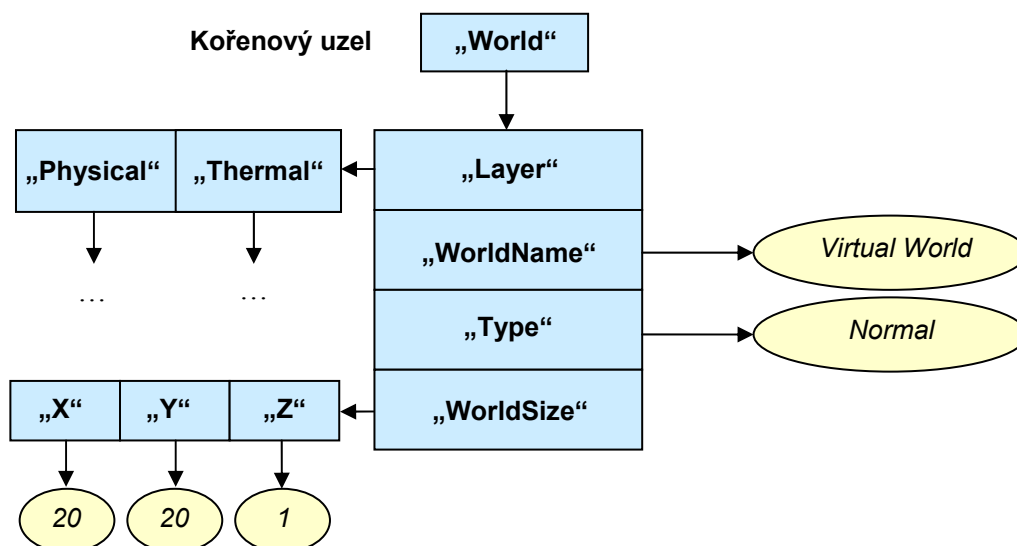 Kořenový uzel
„World“
„Physical“
„Thermal“
„Layer“
„WorldName“
Virtual World
...
...
„Type“
Normal
„X“
„Y“
„Z“
„WorldSize“
20
20
1